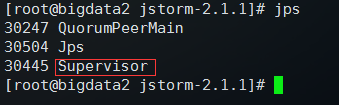 [root@bigdata2 jstorm-2.1.1]# jps
30247 QuorumPeerMain
30504 Jps
30445 Supervisor
[root@bigdata2 jstorm-2.1.1]#